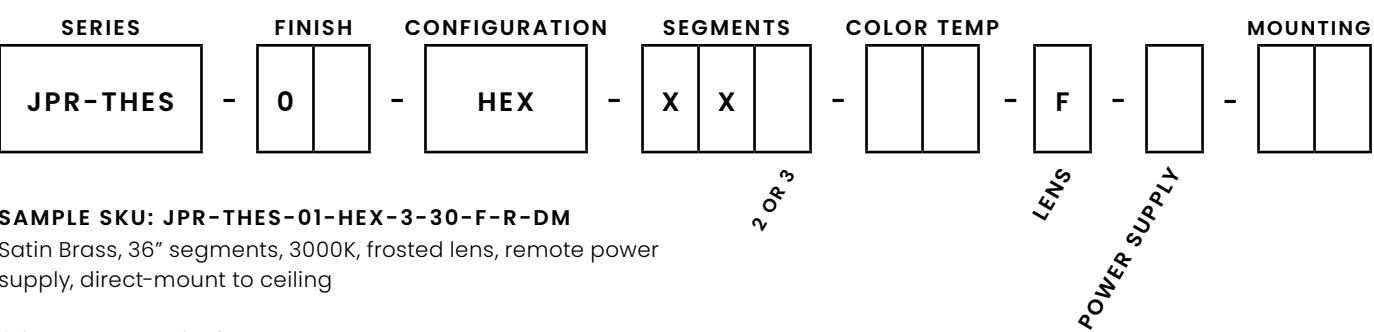 SERIES FINISH CONFIGURATION SEGMENTS COLOR TEMP MOUNTING
JPR-THES - 0 - HEX - X X - - F - -
2 OR 3
LENS
POWER SUPPLY
SAMPLE SKU: JPR-THES-01-HEX-3-30-F-R-DM
Satin Brass, 36” segments, 3000K, frosted lens, remote power
supply, direct-mount to ceiling